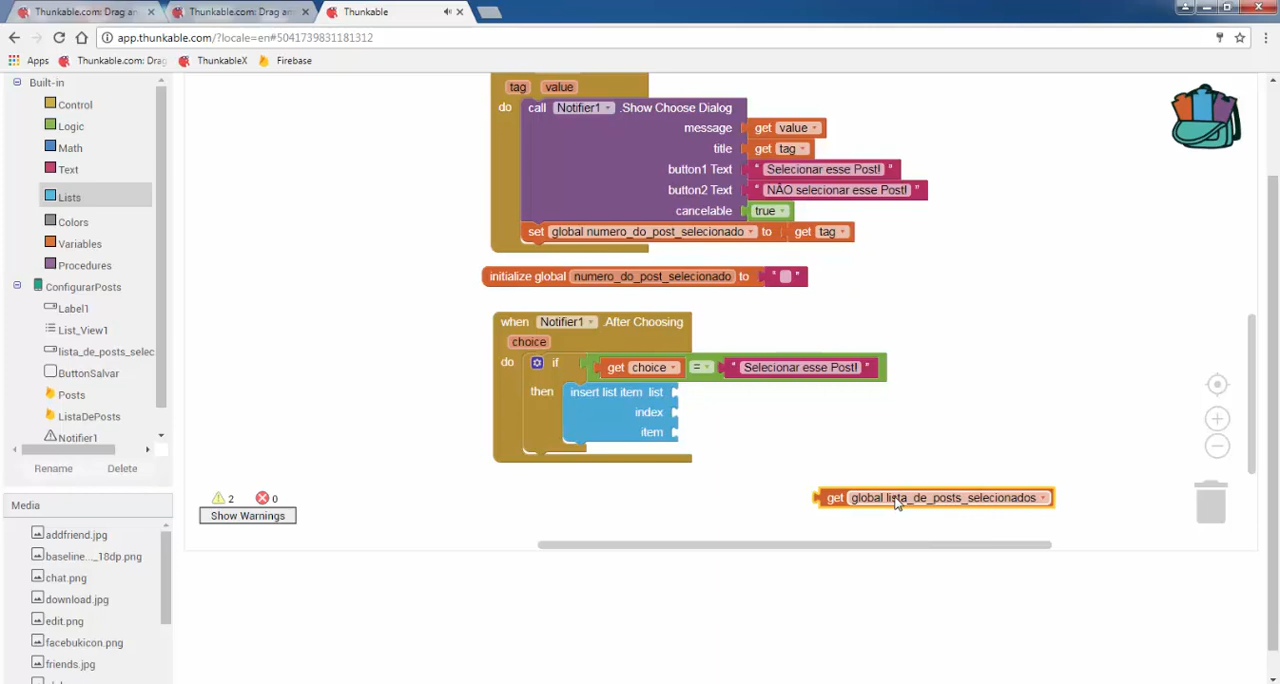 Thunkable.com: Drag an
Thunkable.com: Drag an
Thunkable
app.thunkable.com/?locale=en#5041739831181312
Apps
Thunkable.com: Drag
ThunkableX
Firebase
Built-in
Control
Logic
Math
Text
Lists
Colors
Variables
Procedures
ConfigurarPosts
Label1
List_View1
lista_de_posts_selec
ButtonSalvar
Posts
ListaDePosts
Notifier1
Rename
Delete
Media
addfriend.jpg
baseline..._18dp.png
chat.png
download.jpg
edit.png
facebukicon.png
friends.jpg
tag value
do call Notifier1 .Show Choose Dialog
message get value
title get tag
button1 Text " Selecionar esse Post! "
button2 Text " NÃO selecionar esse Post! "
cancelable true
set global numero_do_post_selecionado to get tag
initialize global numero_do_post_selecionado to " "
when Notifier1 .After Choosing
choice
do if get choice = " Selecionar esse Post! "
then insert list item list
index
item
get global lista_de_posts_selecionados
2 0
Show Warnings